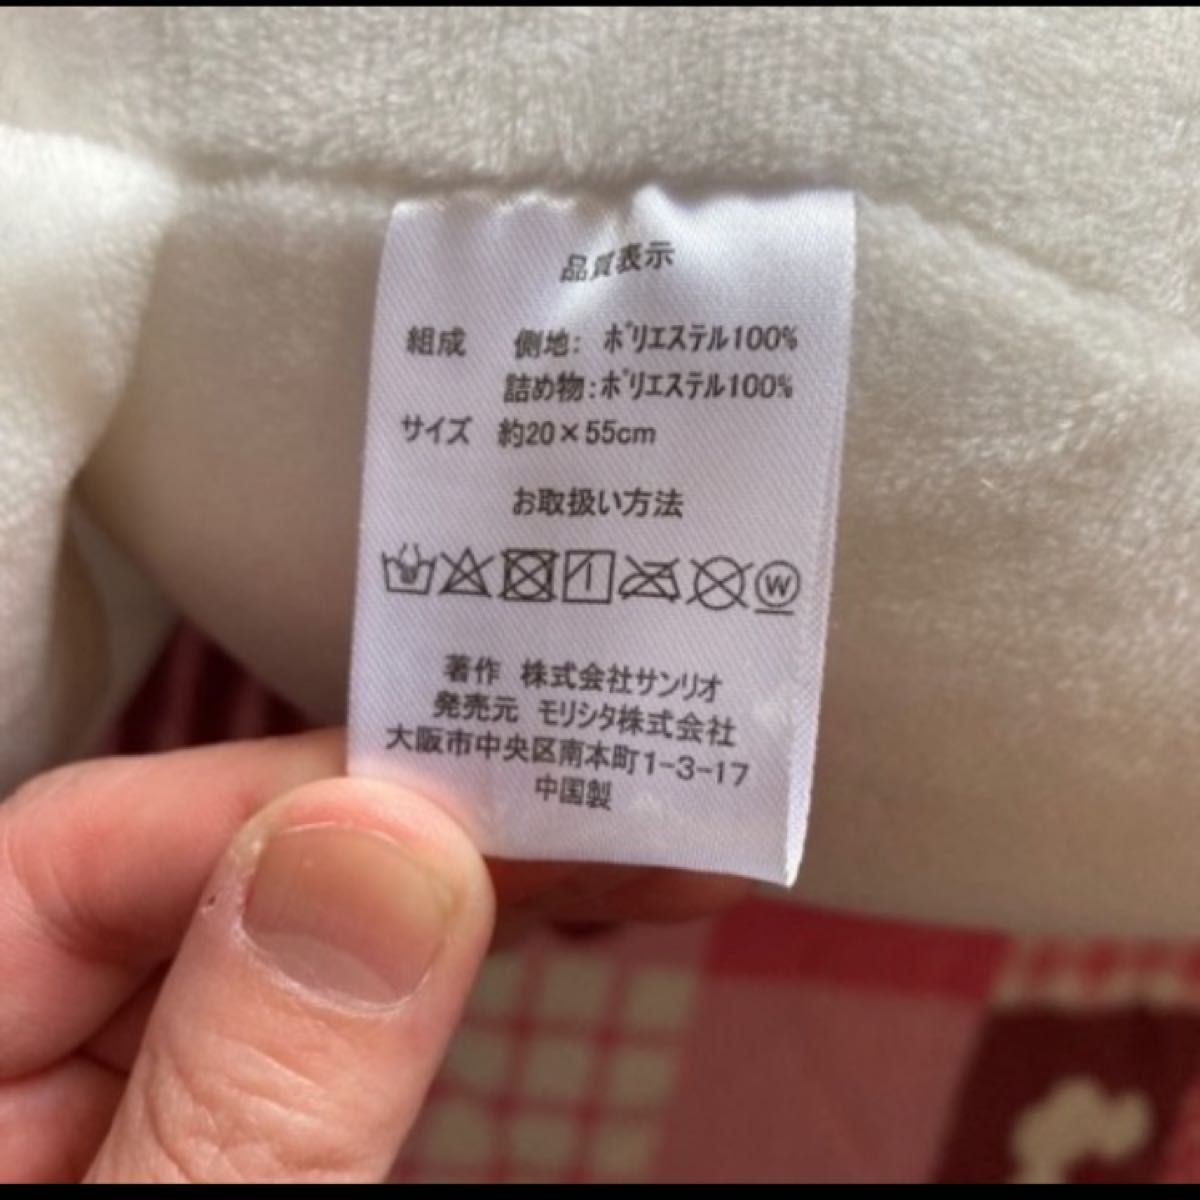 品質表示
組成 側地: ポリエステル100%
詰め物:ポリエステル100%
サイズ 約20×55cm
お取扱い方法
W
著作 株式会社サンリオ
発売元 モリシタ株式会社
大阪市中央区南本町1-3-17
中国製